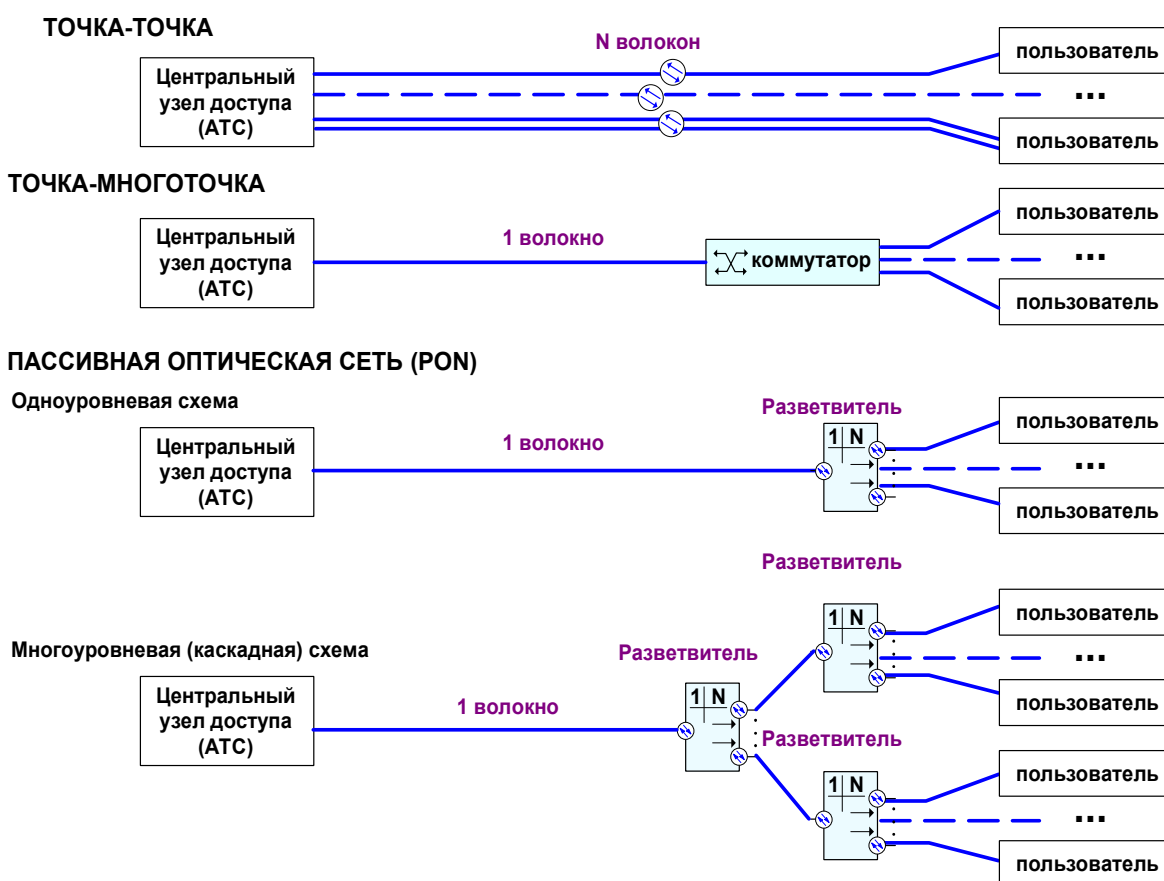 ТОЧКА-ТОЧКА
N волокон
Центральный
узел доступа
(АТС)
пользователь
...
пользователь
ТОЧКА-МНОГОТОЧКА
Центральный
узел доступа
(АТС)
1 волокно
коммутатор
пользователь
...
пользователь
ПАССИВНАЯ ОПТИЧЕСКАЯ СЕТЬ (PON)
Одноуровневая схема
Центральный
узел доступа
(АТС)
1 волокно
Разветвитель
1 N
пользователь
...
пользователь
Многоуровневая (каскадная) схема
Центральный
узел доступа
(АТС)
1 волокно
Разветвитель
1 N
Разветвитель
1 N
пользователь
...
пользователь
Разветвитель
1 N
пользователь
...
пользователь